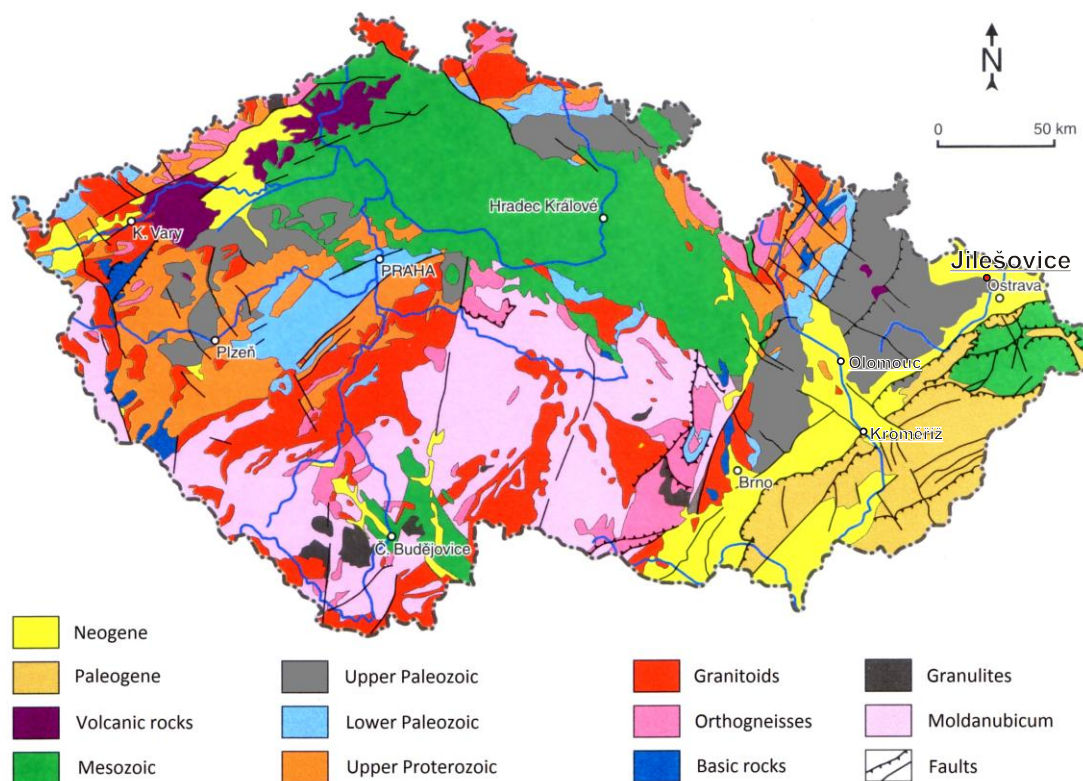 N
0 50 km
Hradec Králové
K. Vary
PRAHA
Jilešovice
Ostrava
Plzeň
Olomouc
Kroměříž
Brno
Č. Budějovice
Neogene
Paleogene
Volcanic rocks
Mesozoic
Upper Paleozoic
Lower Paleozoic
Upper Proterozoic
Granitoids
Orthogneisses
Basic rocks
Granulites
Moldanubicum
Faults